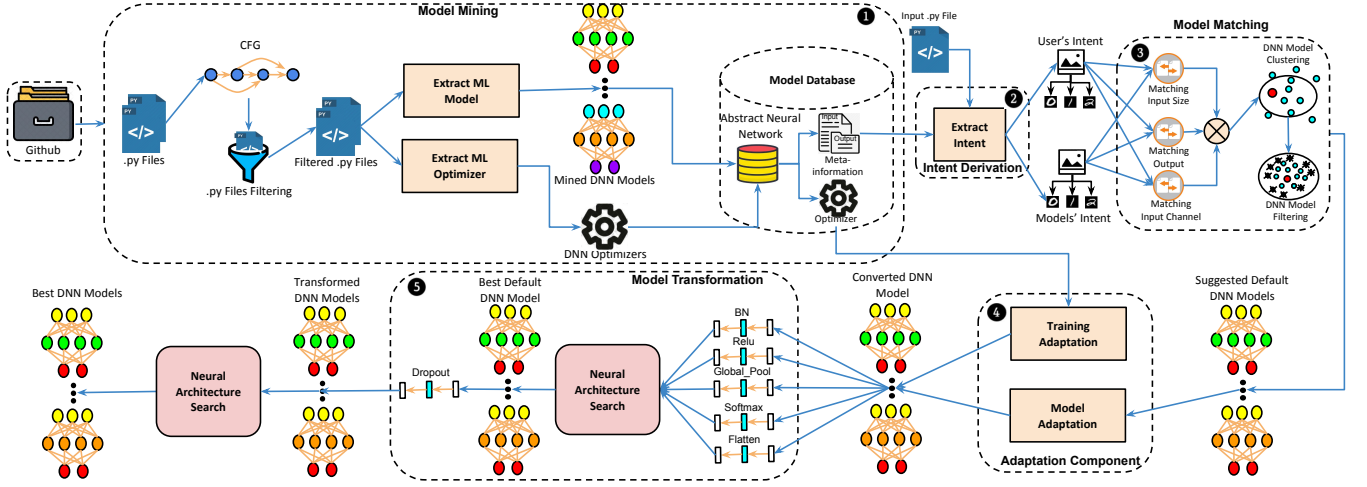 Model Mining
1
Github
PY
</>
.py Files
CFG
PY
</>
.py Files Filtering
PY
</>
Filtered .py Files
Extract ML
Model
Extract ML
Optimizer
Mined DNN Models
DNN Optimizers
Model Database
Abstract Neural
Network
Input
Output
Meta-
information
Optimizer
Input .py File
PY
</>
2
Extract
Intent
Intent Derivation
User's Intent
Models' Intent
Model Matching
3
Matching
Input Size
Matching
Output
Matching
Input Channel
DNN Model
Clustering
DNN Model
Filtering
Best DNN Models
Neural
Architecture
Search
Transformed
DNN Models
5
Model Transformation
Dropout
Best Default
DNN Model
Neural
Architecture
Search
BN
Relu
Global_Pool
Softmax
Flatten
Converted DNN
Model
4
Training
Adaptation
Model
Adaptation
Adaptation Component
Suggested Default
DNN Models